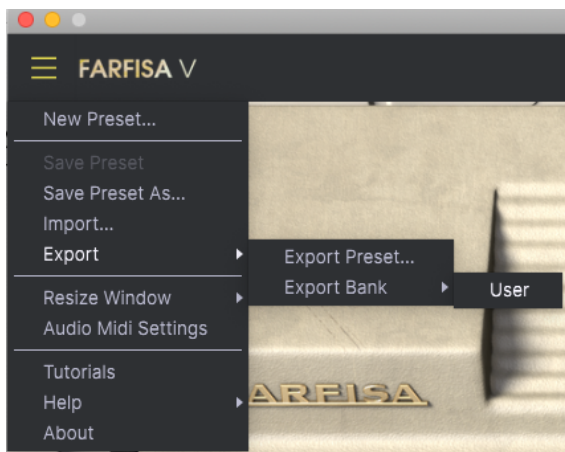 FARFISA V
New Preset...
Save Preset
Save Preset As...
Import...
Export
Export Preset...
Export Bank
User
Resize Window
Audio Midi Settings
Tutorials
Help
About
ARFISA